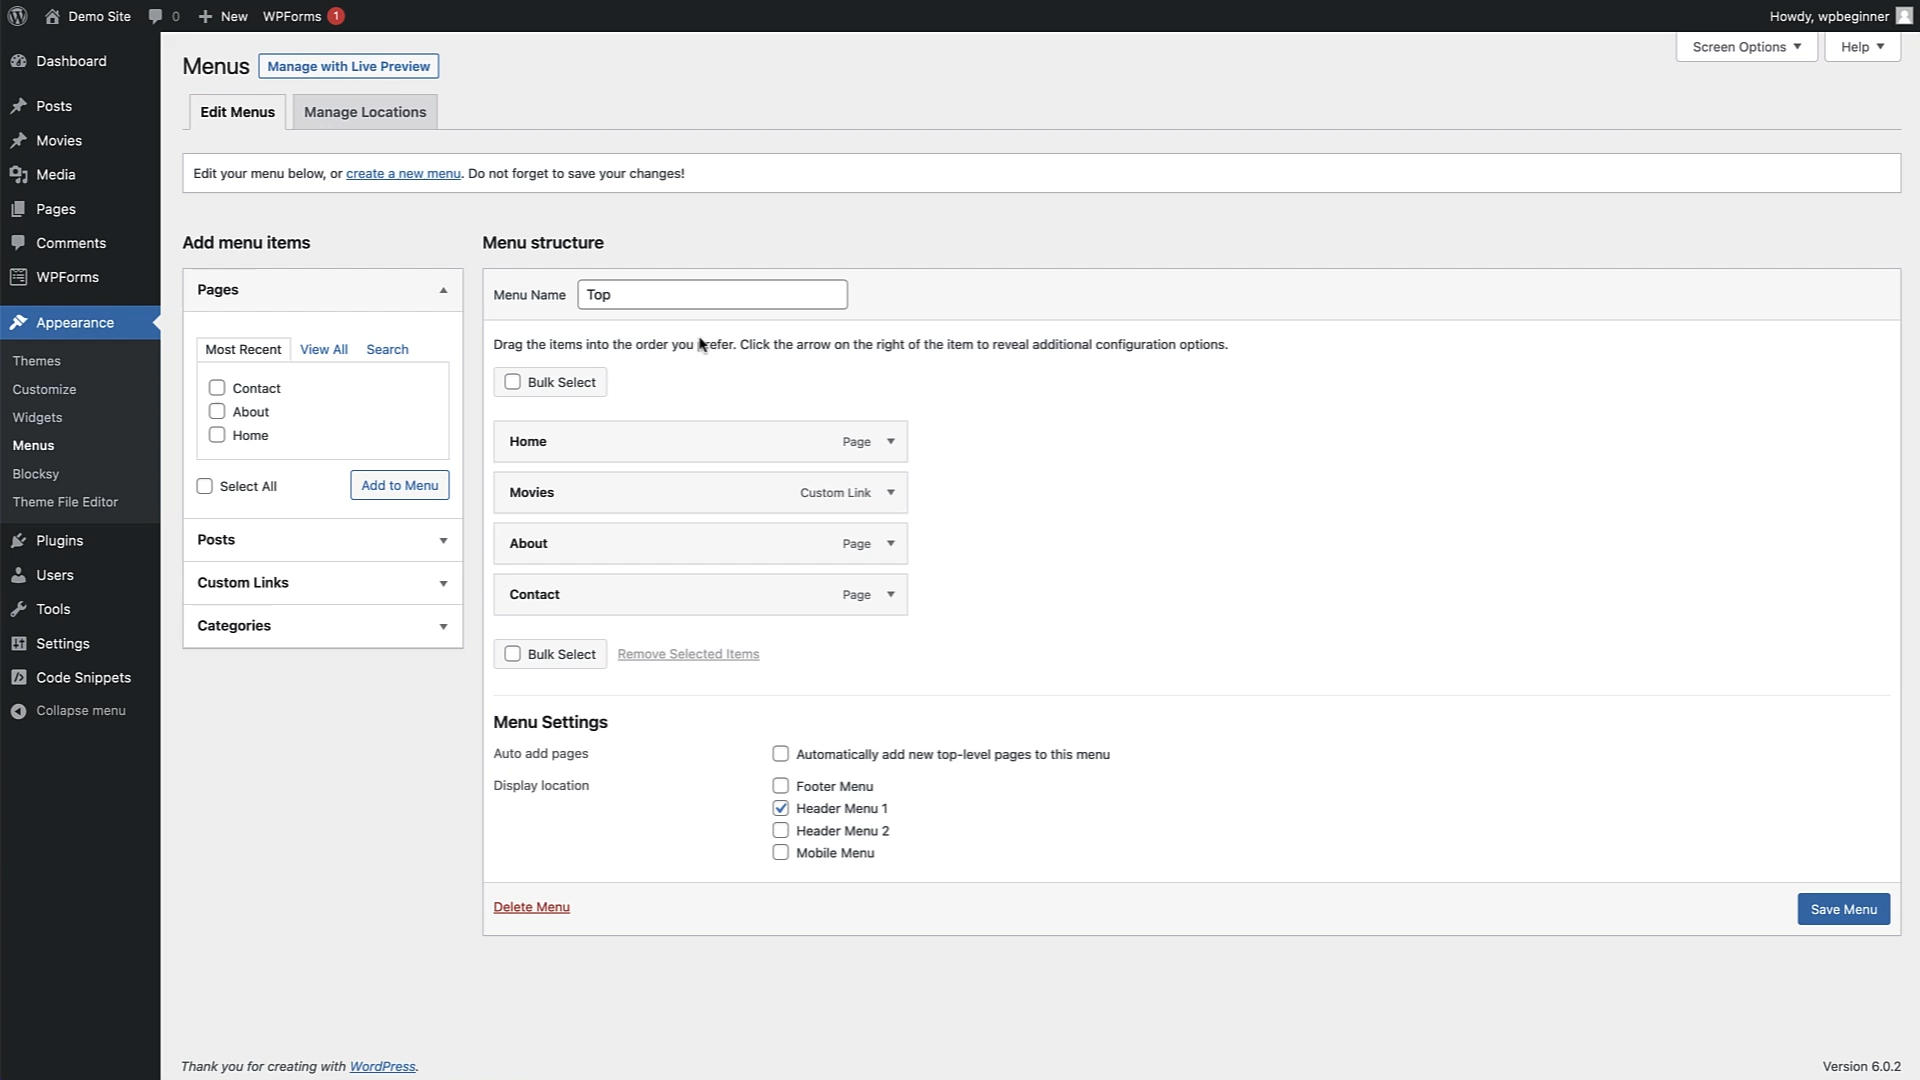 Demo Site 0 New WPForms 1 Howdy, wpbeginner
Screen Options Help
Dashboard
Posts
Movies
Media
Pages
Comments
WPForms
Appearance
Themes
Customize
Widgets
Menus
Blocksy
Theme File Editor
Plugins
Users
Tools
Settings
Code Snippets
Collapse menu
Menus Manage with Live Preview
Edit Menus Manage Locations
Edit your menu below, or create a new menu. Do not forget to save your changes!
Add menu items
Pages
Most Recent View All Search
Contact
About
Home
Select All Add to Menu
Posts
Custom Links
Categories
Menu structure
Menu Name Top
Drag the items into the order you prefer. Click the arrow on the right of the item to reveal additional configuration options.
Bulk Select
Home Page
Movies Custom Link
About Page
Contact Page
Bulk Select Remove Selected Items
Menu Settings
Auto add pages Automatically add new top-level pages to this menu
Display location Footer Menu
Header Menu 1
Header Menu 2
Mobile Menu
Delete Menu Save Menu
Thank you for creating with WordPress. Version 6.0.2